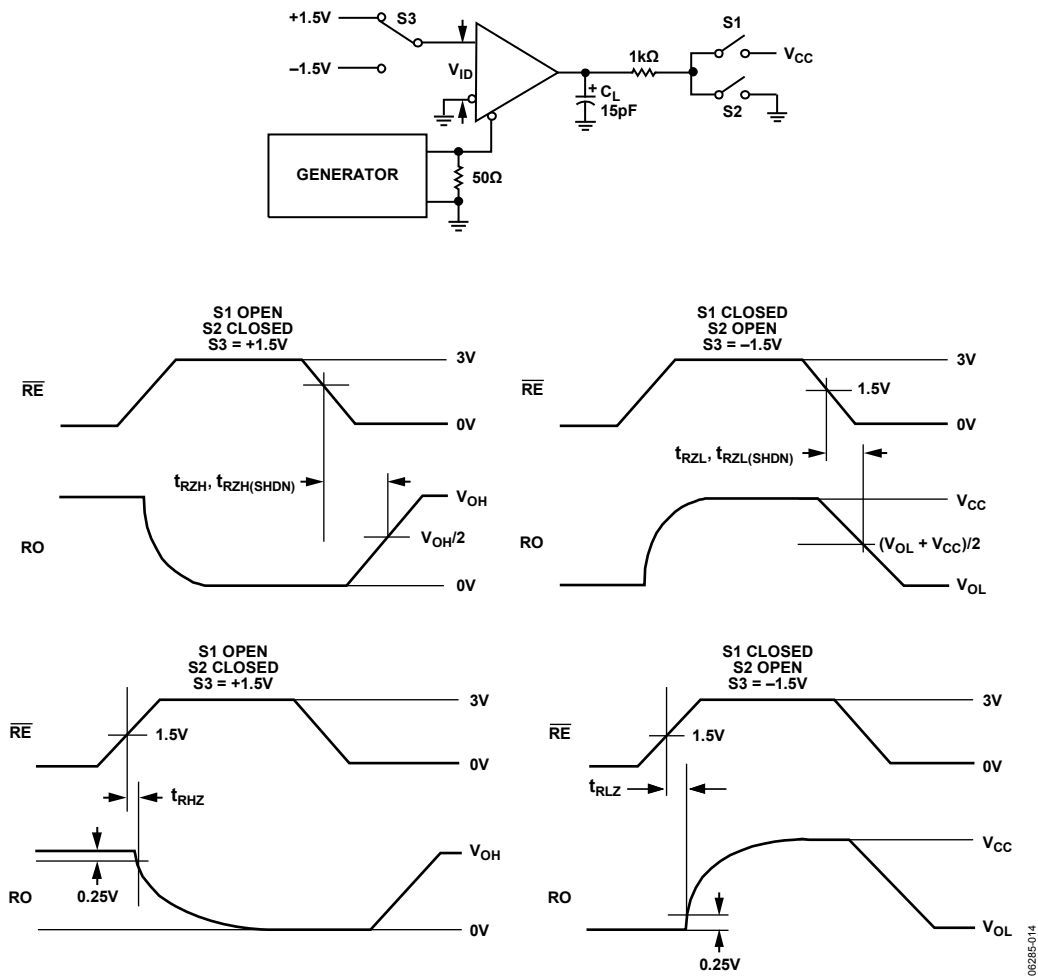 +1.5V
S3
–1.5V
V_ID
GENERATOR
50Ω
+ C_L
15pF
1kΩ
S1
V_CC
S2
S1 OPEN
S2 CLOSED
S3 = +1.5V
RE
3V
0V
t_RZH, t_RZH(SHDN)
RO
V_OH
V_OH/2
0V
S1 CLOSED
S2 OPEN
S3 = –1.5V
RE
3V
1.5V
0V
t_RZL, t_RZL(SHDN)
RO
V_CC
(V_OL + V_CC)/2
V_OL
S1 OPEN
S2 CLOSED
S3 = +1.5V
RE
3V
1.5V
0V
t_RHZ
RO
0.25V
V_OH
0V
S1 CLOSED
S2 OPEN
S3 = –1.5V
RE
3V
1.5V
0V
t_RLZ
RO
V_CC
0.25V
V_OL
06285-014